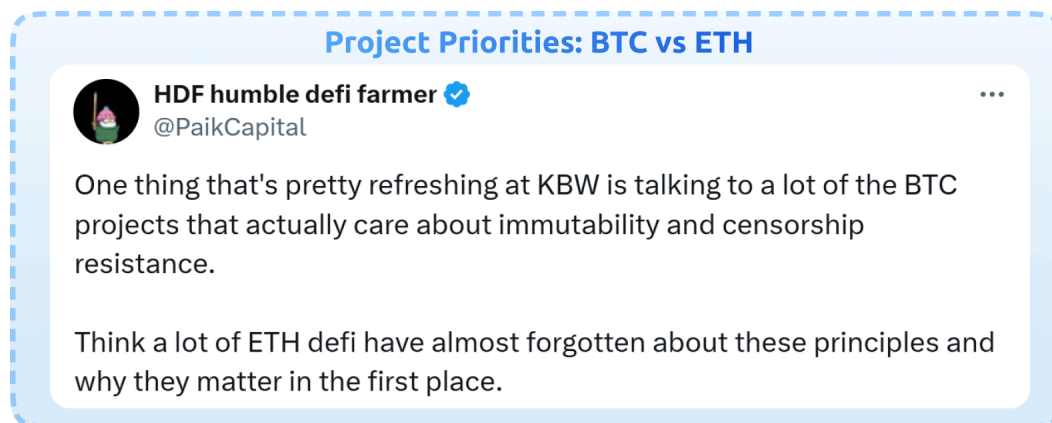 Project Priorities: BTC vs ETH
HDF humble defi farmer
@PaikCapital
One thing that's pretty refreshing at KBW is talking to a lot of the BTC
projects that actually care about immutability and censorship
resistance.
Think a lot of ETH defi have almost forgotten about these principles and
why they matter in the first place.